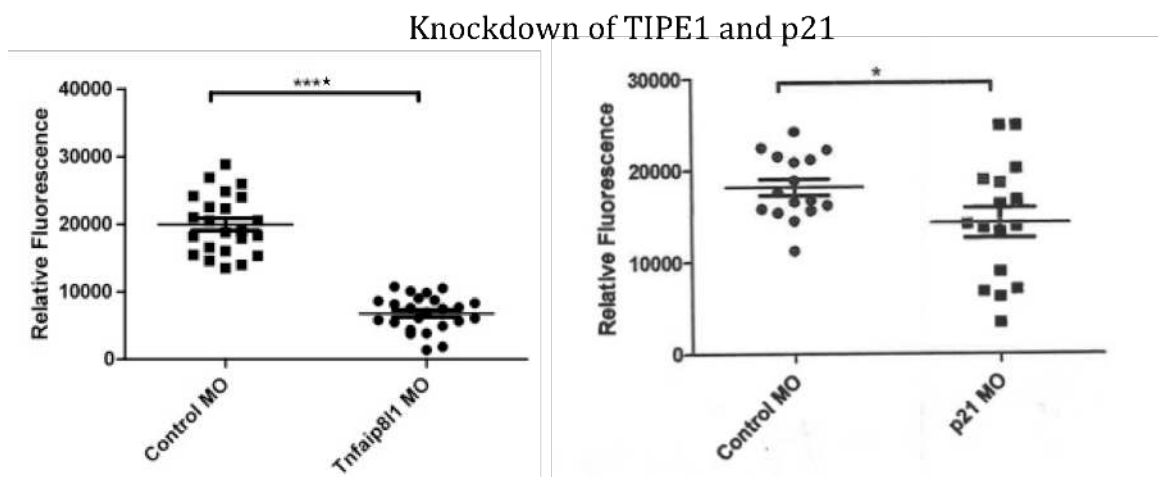 Knockdown of TIPE1 and p21
Relative Fluorescence
40000
30000
20000
10000
0
****
Control MO
Tnfaip8l1 MO
Relative Fluorescence
30000
20000
10000
0
*
Control MO
p21 MO